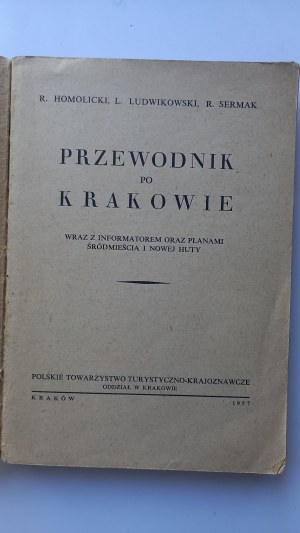 R. HOMOLICKI, L. LUDWIKOWSKI, R. SERMAK
PRZEWODNIK
PO
KRAKOWIE
WRAZ Z INFORMATOREM ORAZ PLANAMI
ŚRÓDMIEŚCIA I NOWEJ HUTY
POLSKIE TOWARZYSTWO TURYSTYCZNO-KRAJOZNAWCZE
ODDZIAŁ W KRAKOWIE
KRAKÓW 1957